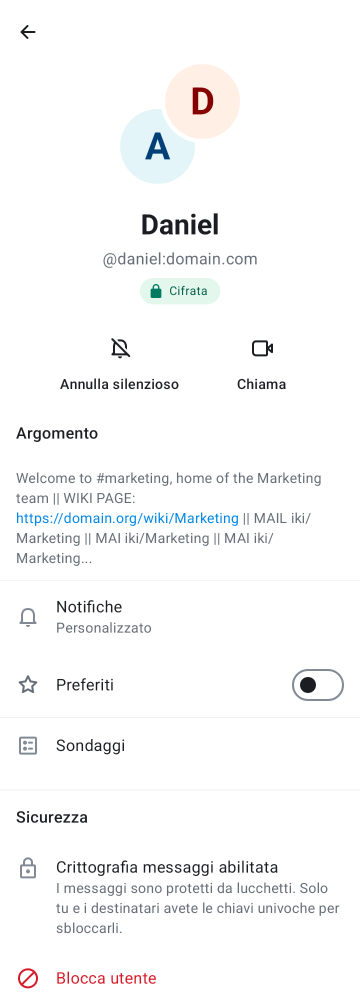 D
A
Daniel
@daniel:domain.com
Cifrata
Annulla silenzioso
Chiama
Argomento
Welcome to #marketing, home of the Marketing
team || WIKI PAGE:
https://domain.org/wiki/Marketing || MAIL iki/
Marketing || MAI iki/Marketing || MAI iki/
Marketing...
Notifiche
Personalizzato
Preferiti
Sondaggi
Sicurezza
Crittografia messaggi abilitata
I messaggi sono protetti da lucchetti. Solo
tu e i destinatari avete le chiavi univoche per
sbloccarli.
Blocca utente